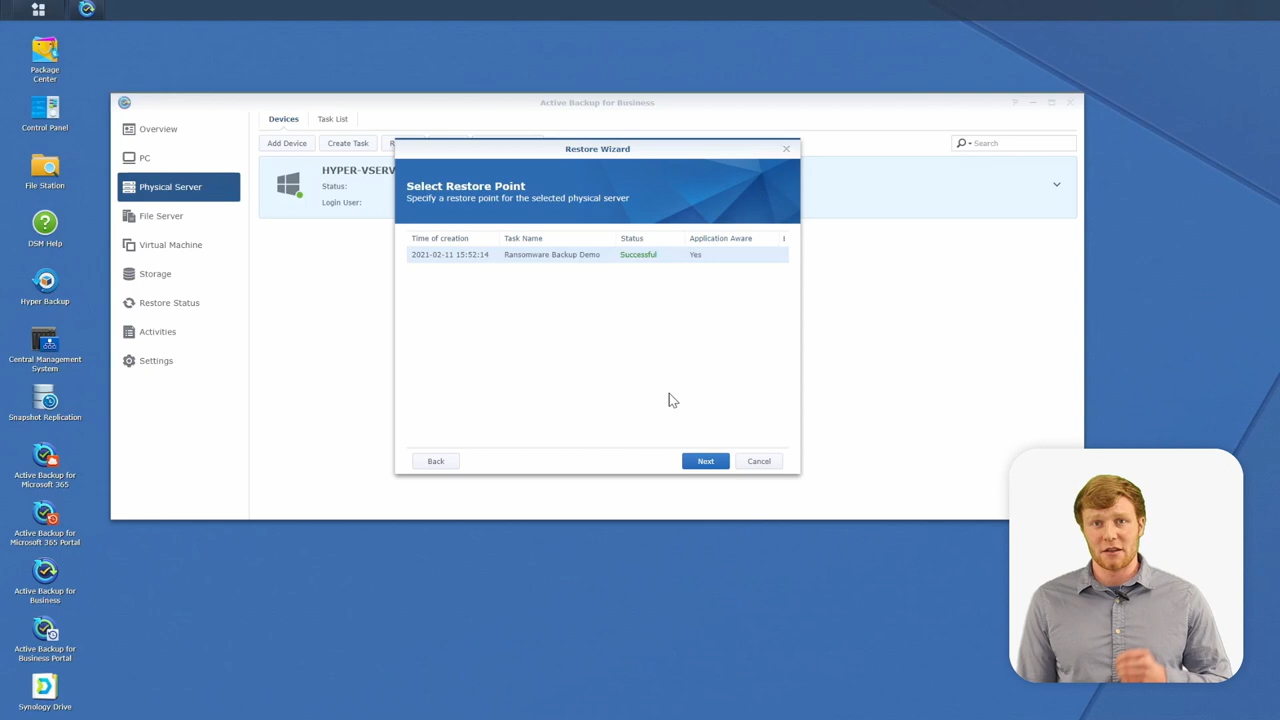 Package
Center
Control Panel
File Station
DSM Help
Hyper Backup
Central Management
System
Snapshot Replication
Active Backup for
Microsoft 365
Active Backup for
Microsoft 365 Portal
Active Backup for
Business
Active Backup for
Business Portal
Synology Drive
Active Backup for Business
Overview
PC
Physical Server
File Server
Virtual Machine
Storage
Restore Status
Activities
Settings
Devices Task List
Add Device Create Task
Search
HYPER-VSERV
Status:
Login User:
Restore Wizard
Select Restore Point
Specify a restore point for the selected physical server
Time of creation Task Name Status Application Aware
2021-02-11 15:52:14 Ransomware Backup Demo Successful Yes
Back Next Cancel